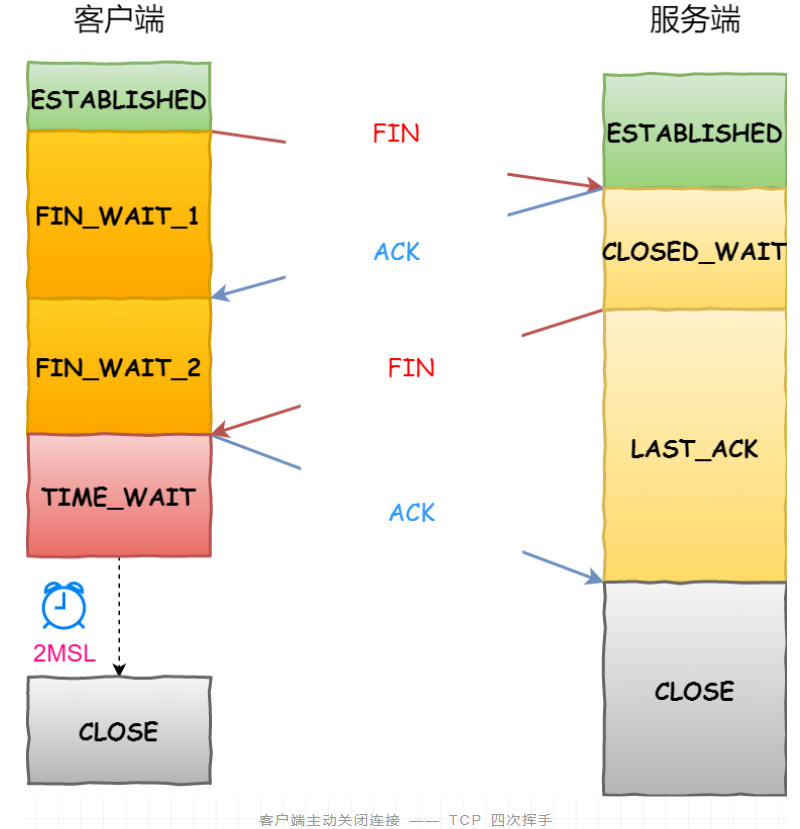 客户端
服务端
ESTABLISHED
ESTABLISHED
FIN
FIN_WAIT_1
ACK
CLOSED_WAIT
FIN_WAIT_2
FIN
LAST_ACK
TIME_WAIT
ACK
2MSL
CLOSE
CLOSE
客户端主动关闭连接 —— TCP 四次挥手